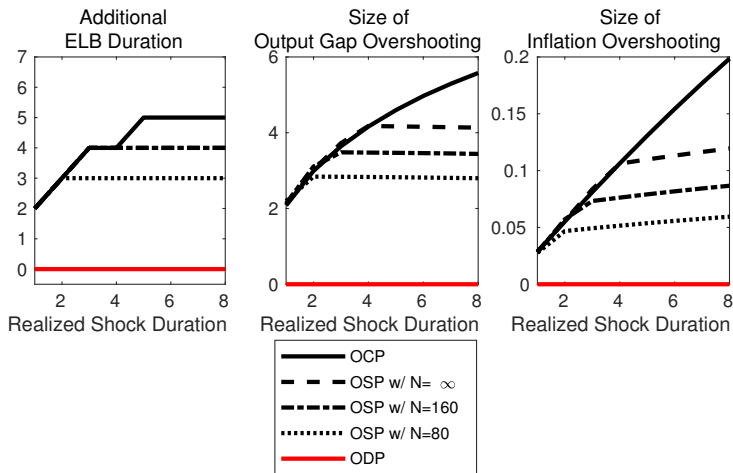 Additional
ELB Duration
Size of
Output Gap Overshooting
Size of
Inflation Overshooting
7
6
5
4
3
2
1
0
2 4 6 8
Realized Shock Duration
6
4
2
0
2 4 6 8
Realized Shock Duration
0.2
0.15
0.1
0.05
0
2 4 6 8
Realized Shock Duration
OCP
OSP w/ N= ∞
OSP w/ N=160
OSP w/ N=80
ODP